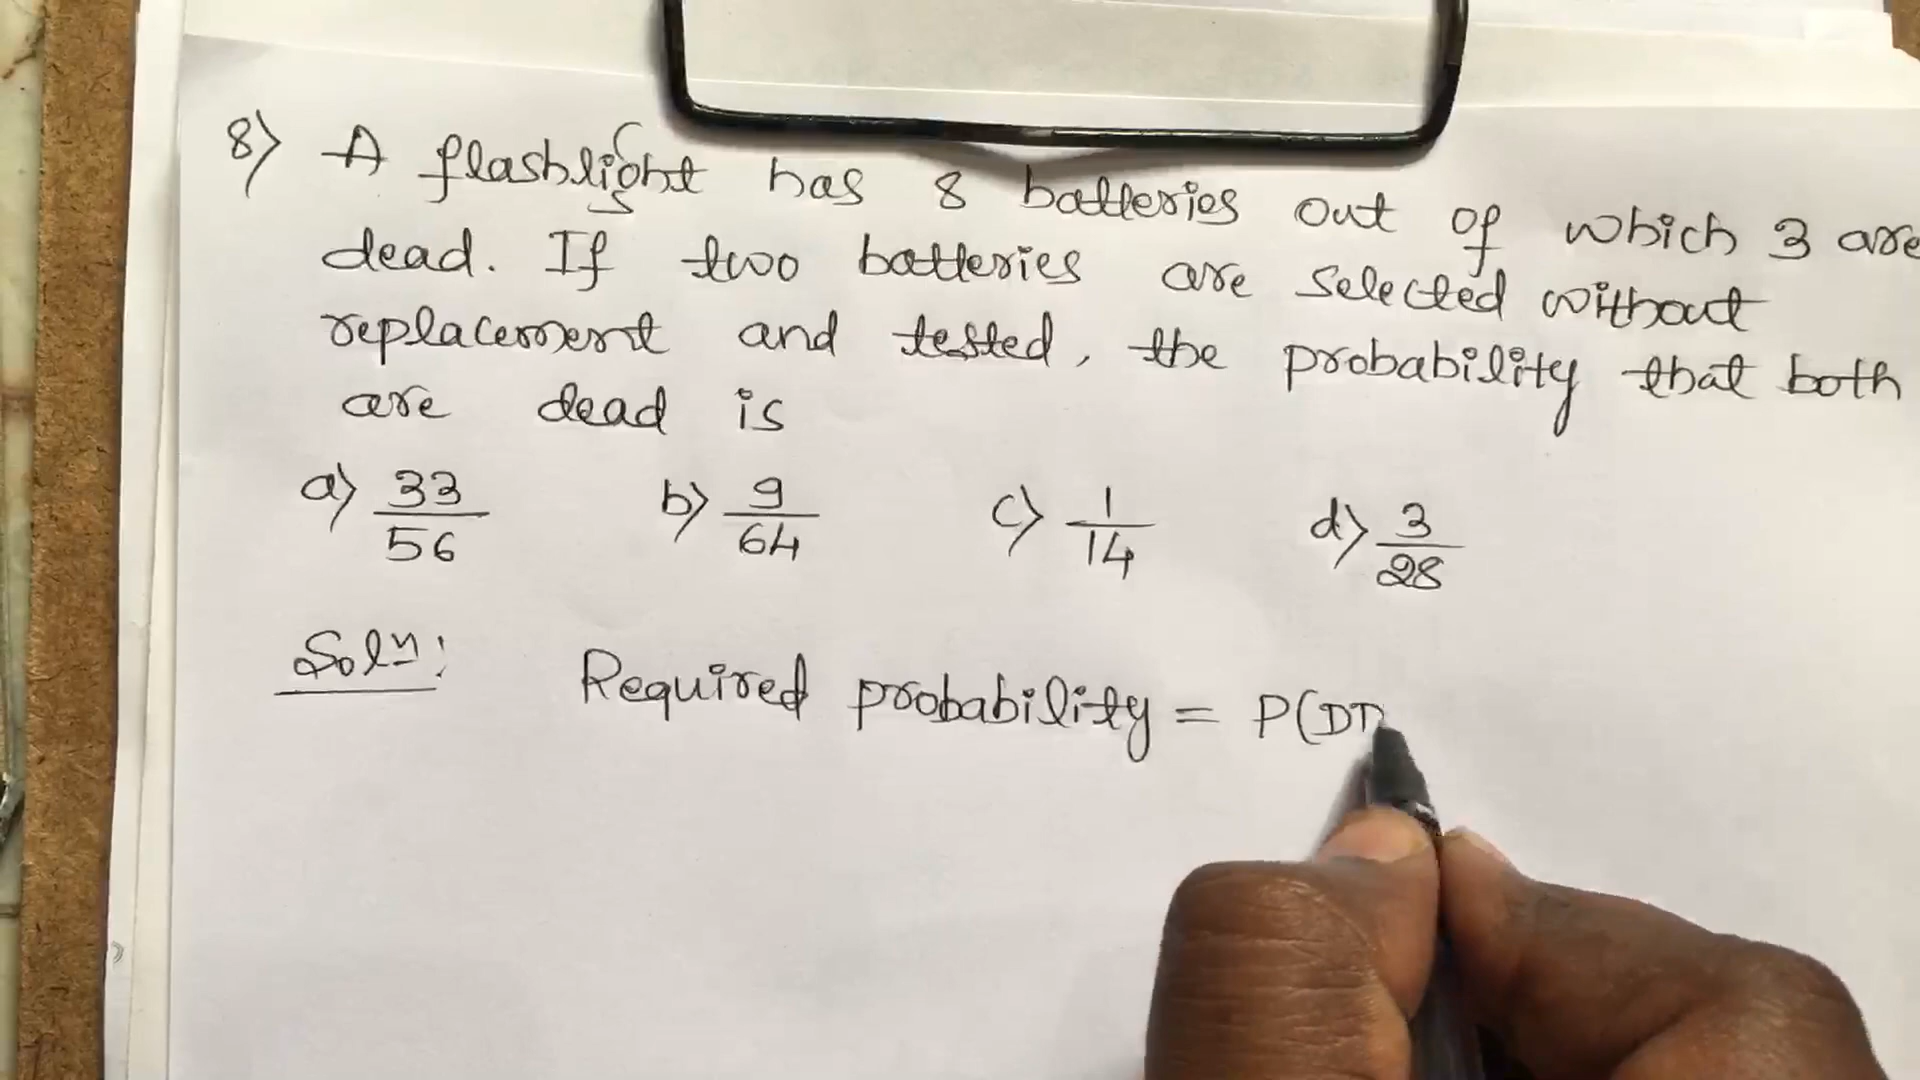 8) A flashlight has 8 batteries out of which 3 are
dead. If two batteries are selected without
replacement and tested, the probability that both
are dead is
a) 33/56 b) 9/64 c) 1/14 d) 3/28
Soln: Required probability = P(DD